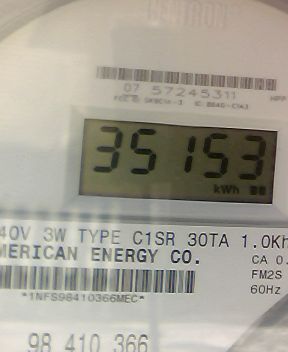 CENTRON
07 57245311
35153
kWh
40V 3W TYPE C1SR 30TA 1.0Kh
MERICAN ENERGY CO.
CA 0.
FM2S
60Hz
*1NFS98410366MEC*
98 410 366